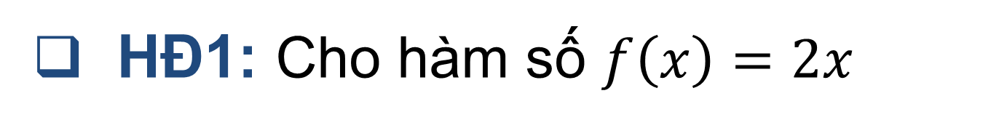 HĐ1: Cho hàm số f(x) = 2x